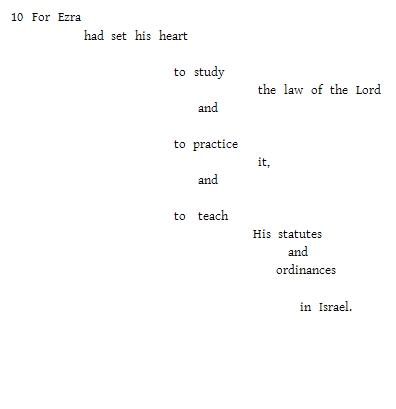 10 For Ezra
had set his heart
to study
the law of the Lord
and
to practice
it,
and
to teach
His statutes
and
ordinances
in Israel.